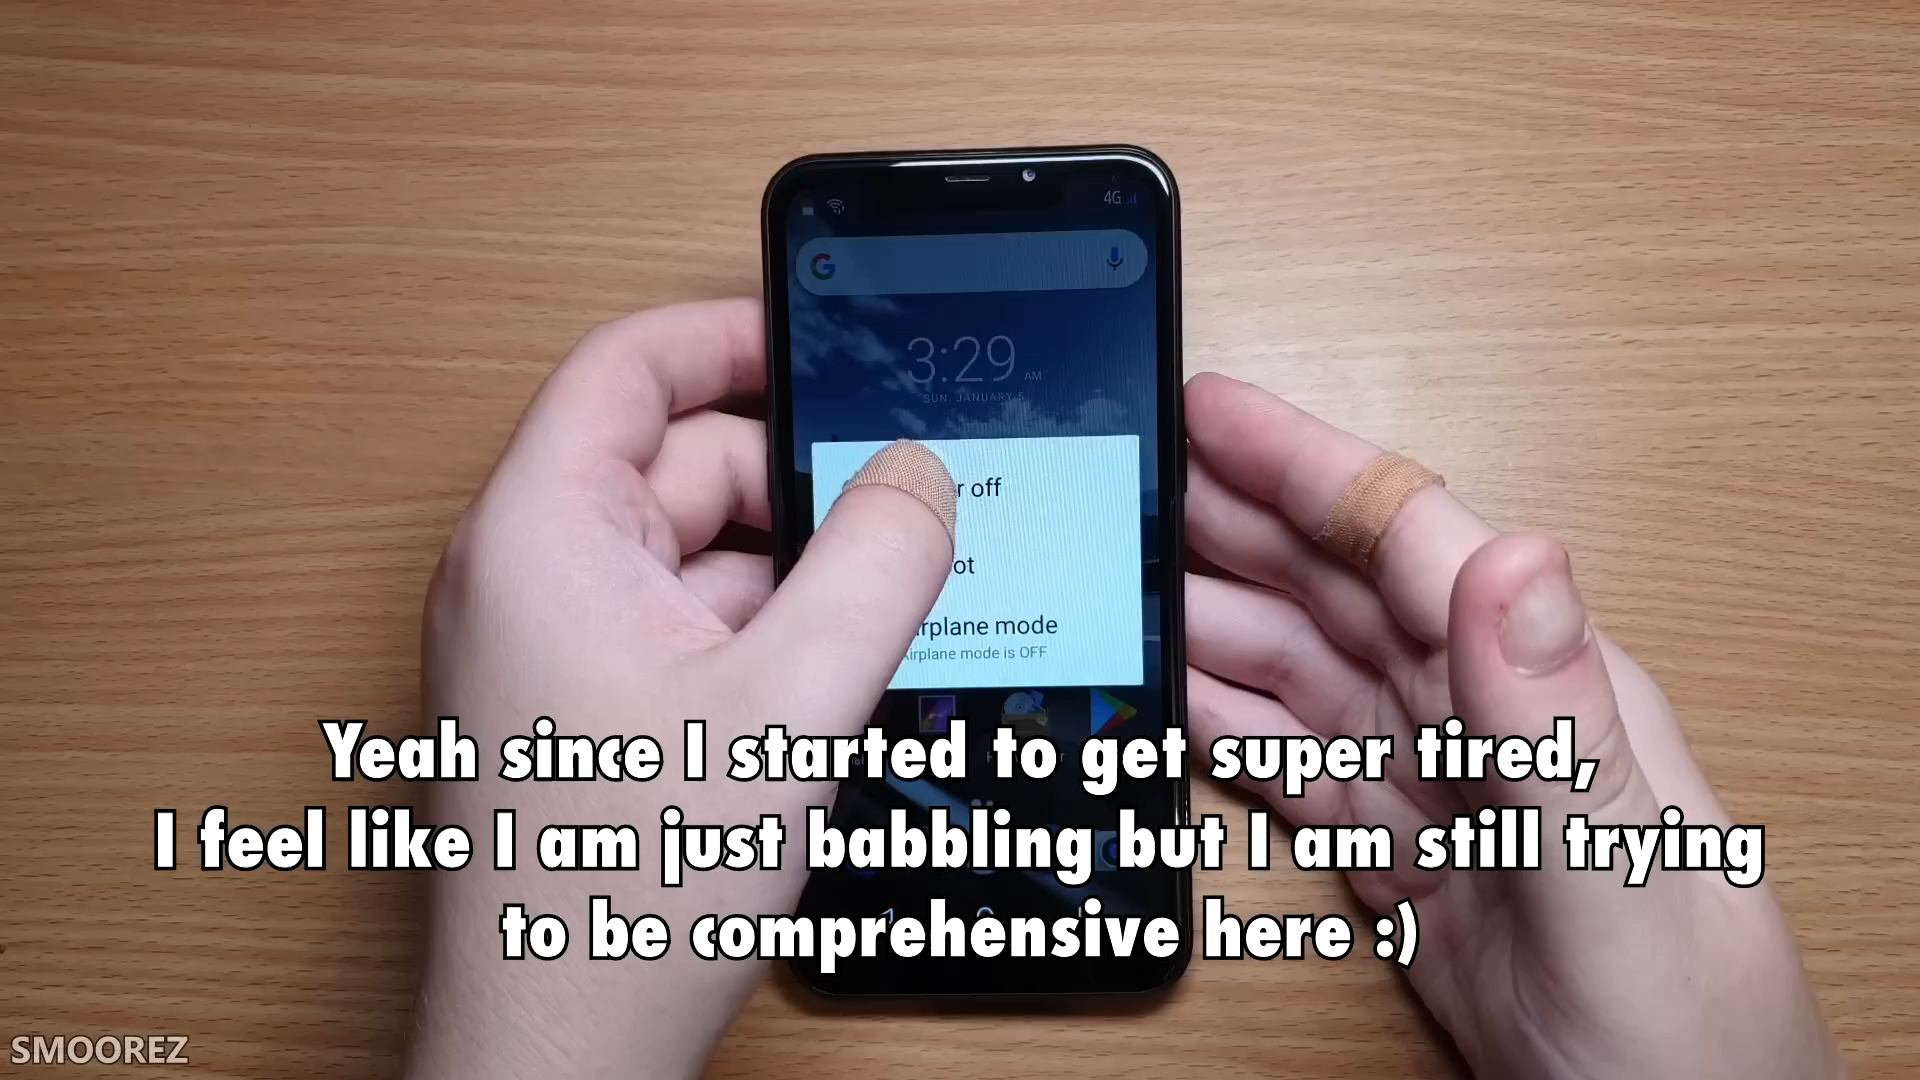 4G
G
3:29 AM
SUN, JANUARY 5
r off
ot
irplane mode
Airplane mode is OFF
Yeah since I started to get super tired,
I feel like I am just babbling but I am still trying
to be comprehensive here :)
SMOOREZ